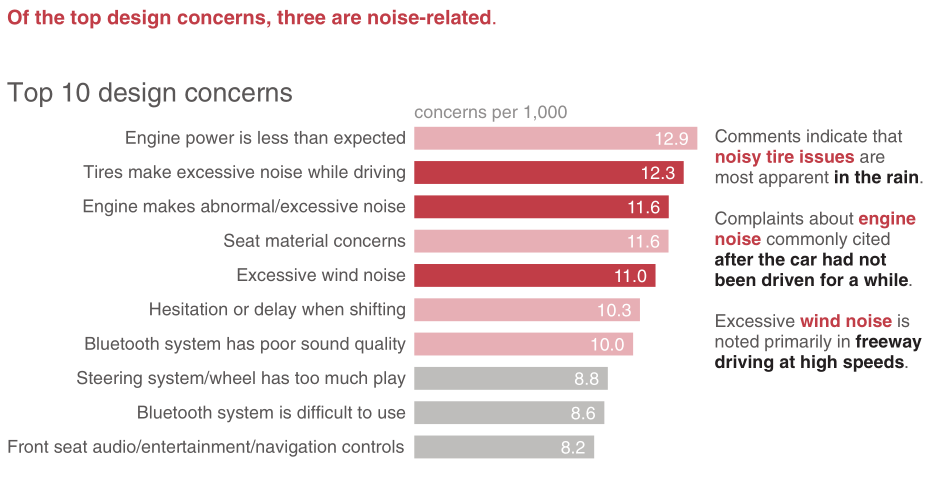 Of the top design concerns, three are noise-related.
Top 10 design concerns
concerns per 1,000
Engine power is less than expected 12.9
Tires make excessive noise while driving 12.3
Engine makes abnormal/excessive noise 11.6
Seat material concerns 11.6
Excessive wind noise 11.0
Hesitation or delay when shifting 10.3
Bluetooth system has poor sound quality 10.0
Steering system/wheel has too much play 8.8
Bluetooth system is difficult to use 8.6
Front seat audio/entertainment/navigation controls 8.2
Comments indicate that
noisy tire issues are
most apparent in the rain.
Complaints about engine
noise commonly cited
after the car had not
been driven for a while.
Excessive wind noise is
noted primarily in freeway
driving at high speeds.